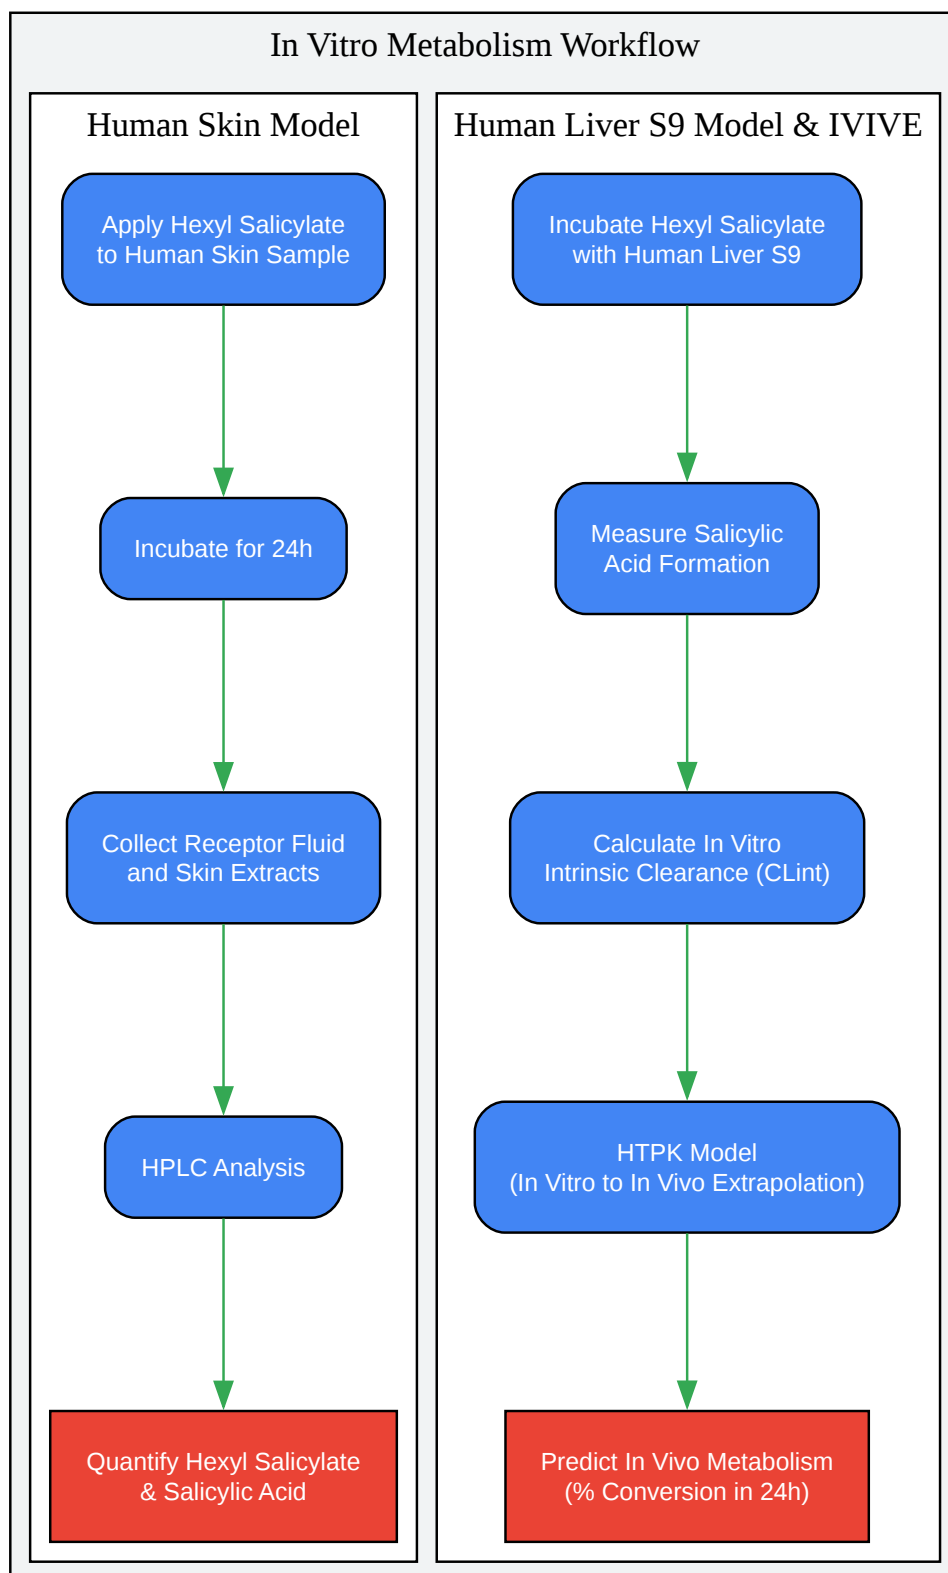 In Vitro Metabolism Workflow
Human Skin Model
Apply Hexyl Salicylate
to Human Skin Sample
Incubate for 24h
Collect Receptor Fluid
and Skin Extracts
HPLC Analysis
Quantify Hexyl Salicylate
& Salicylic Acid
Human Liver S9 Model & IVIVE
Incubate Hexyl Salicylate
with Human Liver S9
Measure Salicylic
Acid Formation
Calculate In Vitro
Intrinsic Clearance (CLint)
HTPK Model
(In Vitro to In Vivo Extrapolation)
Predict In Vivo Metabolism
(% Conversion in 24h)